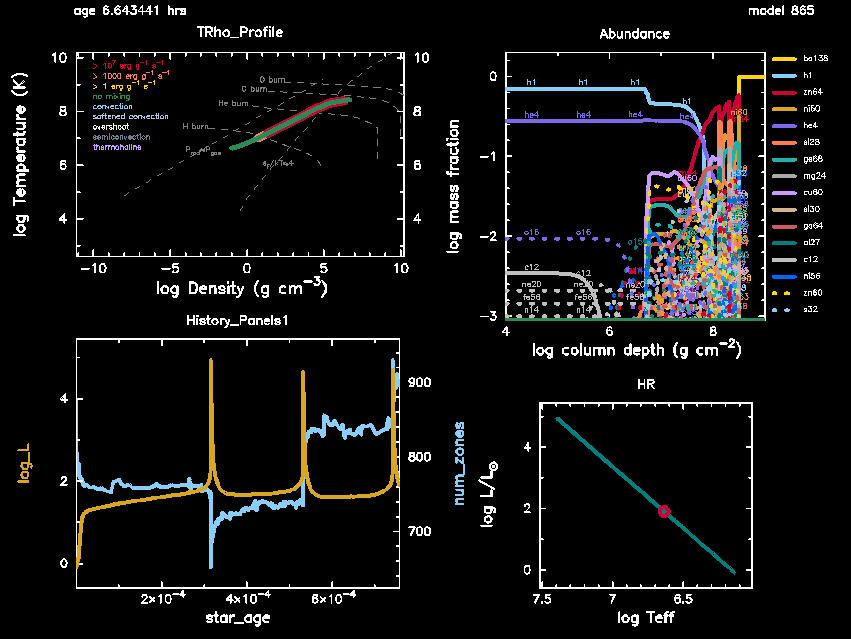 age 6.643441 hrs
model 865
TRho_Profile
> 10⁷ erg g⁻¹ s⁻¹
> 1000 erg g⁻¹ s⁻¹
> 1 erg g⁻¹ s⁻¹
no mixing
convection
softened convection
overshoot
semiconvection
thermohaline
O burn
C burn
He burn
H burn
log Temperature (K)
10
8
6
4
10
8
6
4
−10
−5
0
5
10
log Density (g cm⁻³)
Abundance
log mass fraction
0
−1
−2
−3
h1
h1
h1
h1
he4
he4
he4
he4
o16
o16
c12
c12
ne20
ne20
ne20
fe56
fe56
fe56
n14
n14
4
6
8
log column depth (g cm⁻²)
ba138
h1
zn64
ni60
he4
si28
ge68
mg24
cu60
si30
ga64
al27
c12
ni56
zn60
s32
History_Panels1
log_L
4
2
0
900
800
700
num_zones
2×10⁻⁴
4×10⁻⁴
6×10⁻⁴
star_age
HR
log L/L☉
4
2
0
7.5
7
6.5
log Teff